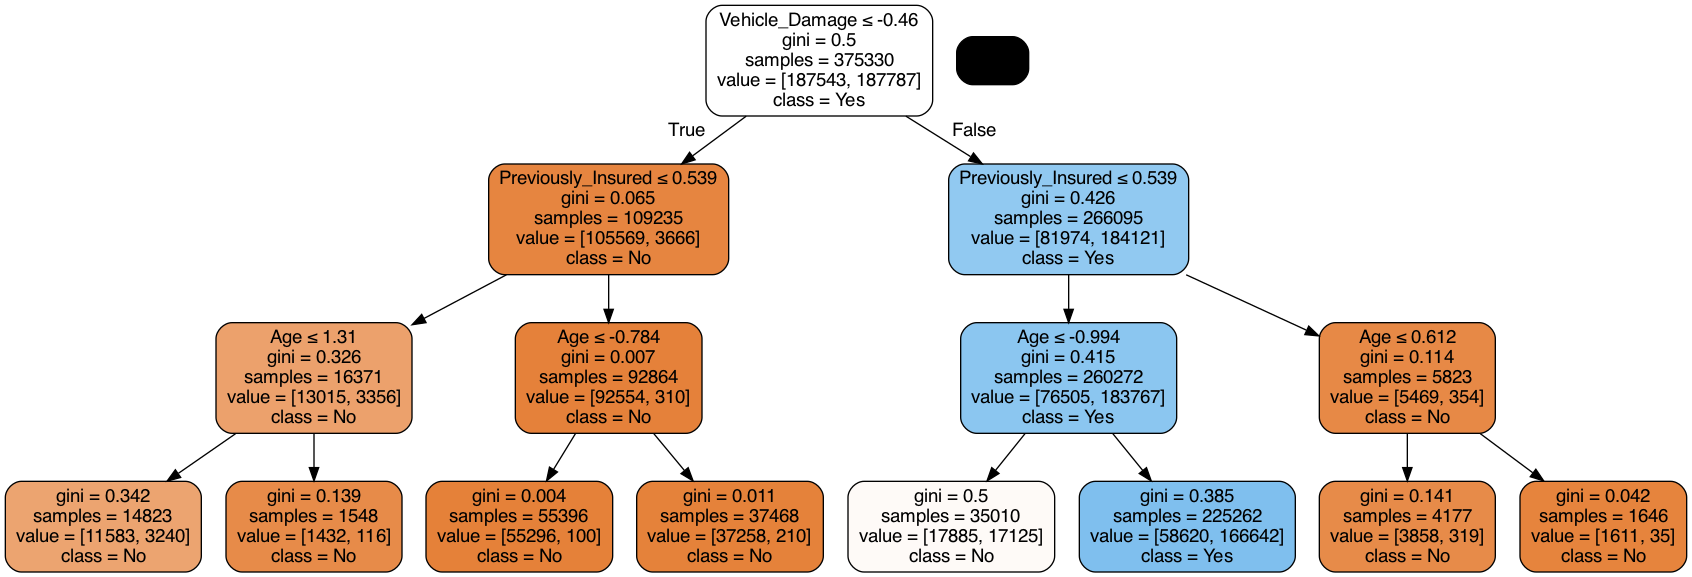 Vehicle_Damage ≤ -0.46
gini = 0.5
samples = 375330
value = [187543, 187787]
class = Yes
True
False
Previously_Insured ≤ 0.539
gini = 0.065
samples = 109235
value = [105569, 3666]
class = No
Previously_Insured ≤ 0.539
gini = 0.426
samples = 266095
value = [81974, 184121]
class = Yes
Age ≤ 1.31
gini = 0.326
samples = 16371
value = [13015, 3356]
class = No
Age ≤ -0.784
gini = 0.007
samples = 92864
value = [92554, 310]
class = No
Age ≤ -0.994
gini = 0.415
samples = 260272
value = [76505, 183767]
class = Yes
Age ≤ 0.612
gini = 0.114
samples = 5823
value = [5469, 354]
class = No
gini = 0.342
samples = 14823
value = [11583, 3240]
class = No
gini = 0.139
samples = 1548
value = [1432, 116]
class = No
gini = 0.004
samples = 55396
value = [55296, 100]
class = No
gini = 0.011
samples = 37468
value = [37258, 210]
class = No
gini = 0.5
samples = 35010
value = [17885, 17125]
class = No
gini = 0.385
samples = 225262
value = [58620, 166642]
class = Yes
gini = 0.141
samples = 4177
value = [3858, 319]
class = No
gini = 0.042
samples = 1646
value = [1611, 35]
class = No